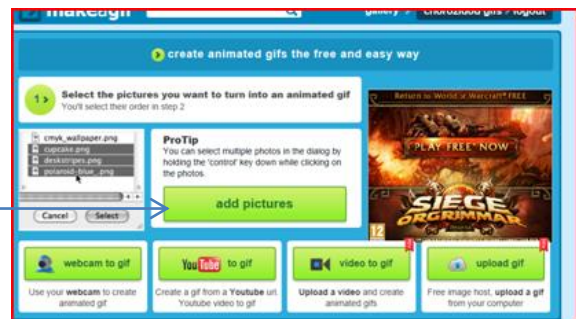 makeagif
gallery
gifs
logout
create animated gifs the free and easy way
1
Select the pictures you want to turn into an animated gif
You'll select their order in step 2
Return to World of Warcraft® FREE
cmyk_wallpaper.png
cupcake.png
deskstripes.png
polaroid-blue_.png
Cancel
Select
ProTip
You can select multiple photos in the dialog by
holding the 'control' key down while clicking on
the photos.
add pictures
PLAY FREE* NOW
SIEGE
ORGRIMMAR
12
webcam to gif
YouTube to gif
video to gif
upload gif
Use your webcam to create
animated gif
Create a gif from a Youtube url
Youtube video to gif
Upload a video and create
animated gifs
Free image host, upload a gif
from your computer